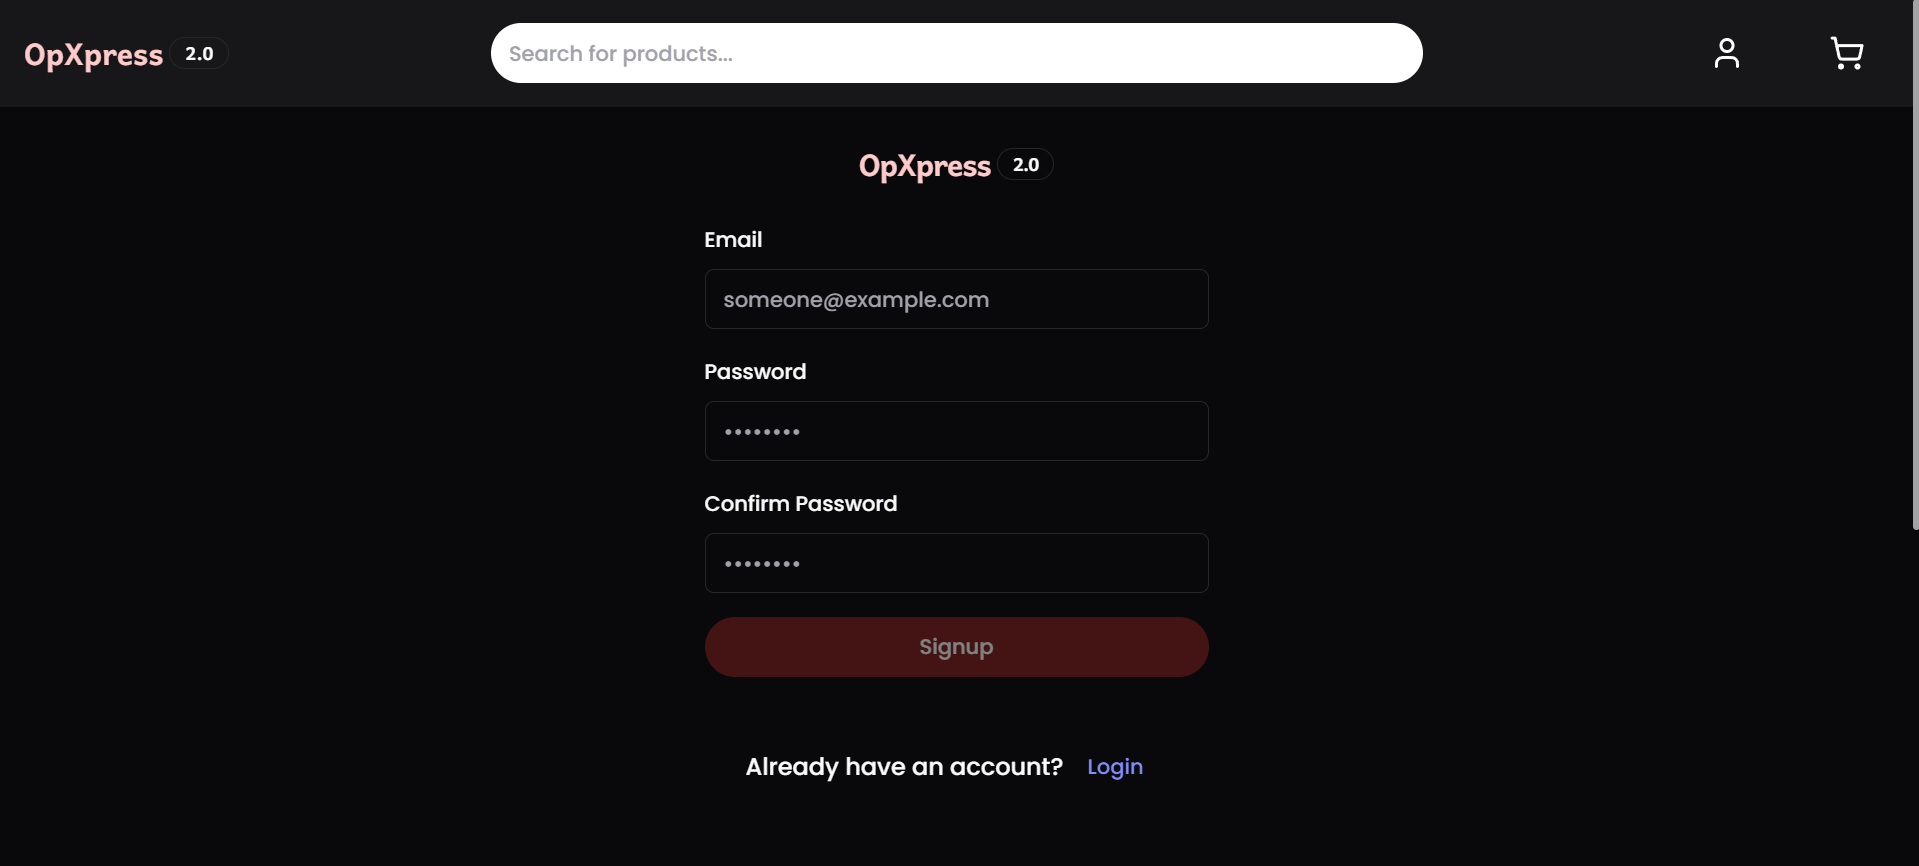 OpXpress 2.0
Search for products...
OpXpress 2.0
Email
someone@example.com
Password
••••••••
Confirm Password
••••••••
Signup
Already have an account? Login